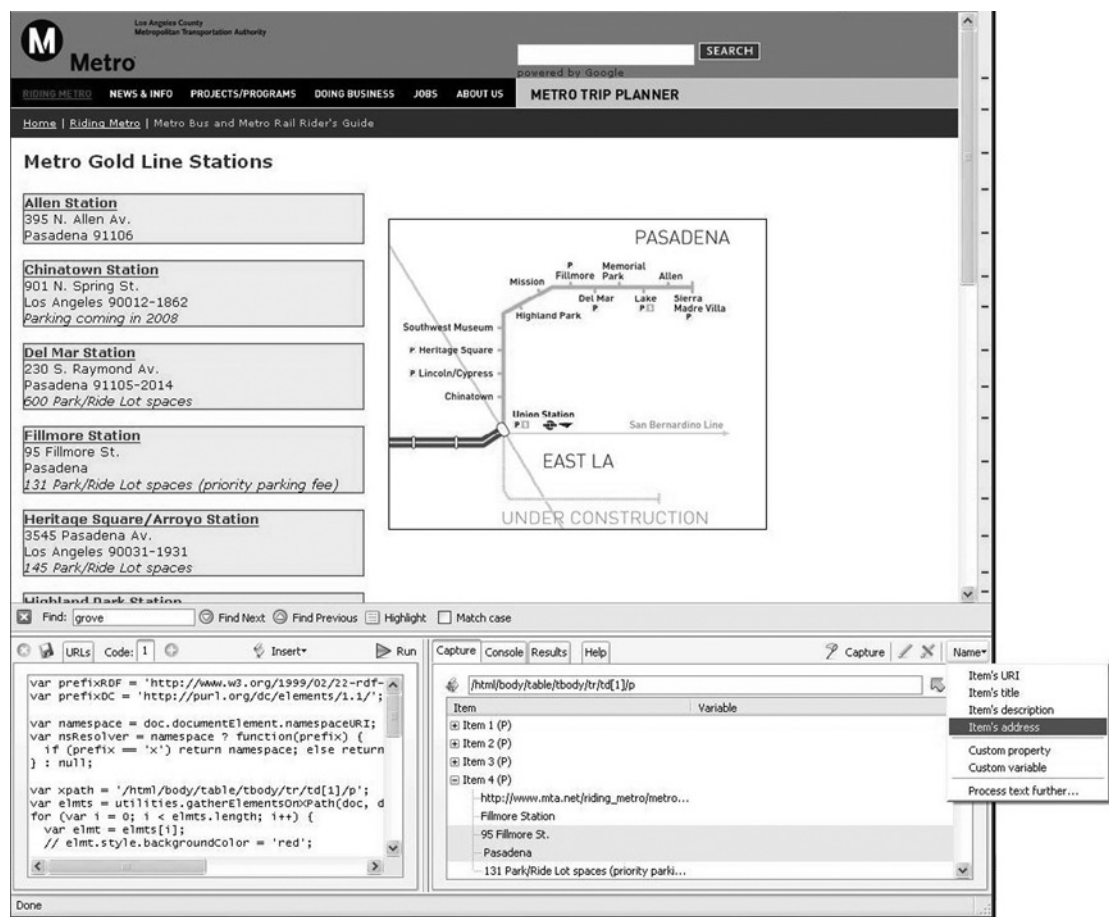 Los Angeles County
Metropolitan Transportation Authority
M
Metro
SEARCH
powered by Google
RIDING METRO NEWS & INFO PROJECTS/PROGRAMS DOING BUSINESS JOBS ABOUT US METRO TRIP PLANNER
Home | Riding Metro | Metro Bus and Metro Rail Rider's Guide
Metro Gold Line Stations
Allen Station
395 N. Allen Av.
Pasadena 91106
Chinatown Station
901 N. Spring St.
Los Angeles 90012-1862
Parking coming in 2008
Del Mar Station
230 S. Raymond Av.
Pasadena 91105-2014
600 Park/Ride Lot spaces
Fillmore Station
95 Fillmore St.
Pasadena
131 Park/Ride Lot spaces (priority parking fee)
Heritage Square/Arroyo Station
3545 Pasadena Av.
Los Angeles 90031-1931
145 Park/Ride Lot spaces
Highland Park Station
PASADENA
P Memorial
Mission Fillmore Park Allen
Del Mar Lake Sierra
P P Madre Villa
Highland Park P
Southwest Museum
P Heritage Square
P Lincoln/Cypress
Chinatown
Union Station
P San Bernardino Line
EAST LA
UNDER CONSTRUCTION
Find: grove Find Next Find Previous Highlight Match case
URLs Code: 1 Insert Run
var prefixRDF = 'http://www.w3.org/1999/02/22-rdf-
var prefixDC = 'http://purl.org/dc/elements/1.1/';
var namespace = doc.documentElement.namespaceURI;
var nsResolver = namespace ? function(prefix) {
if (prefix == 'x') return namespace; else return
} : null;
var xpath = '/html/body/table/tbody/tr/td[1]/p';
var elmts = utilities.gatherElementsOnXPath(doc, d
for (var i = 0; i < elmts.length; i++) {
var elmt = elmts[i];
// elmt.style.backgroundColor = 'red';
Capture Console Results Help Capture Name
/html/body/table/tbody/tr/td[1]/p
Item Variable
Item 1 (P)
Item 2 (P)
Item 3 (P)
Item 4 (P)
http://www.mta.net/riding_metro/metro...
Fillmore Station
95 Fillmore St.
Pasadena
131 Park/Ride Lot spaces (priority parki...
Item's URI
Item's title
Item's description
Item's address
Custom property
Custom variable
Process text further...
Done